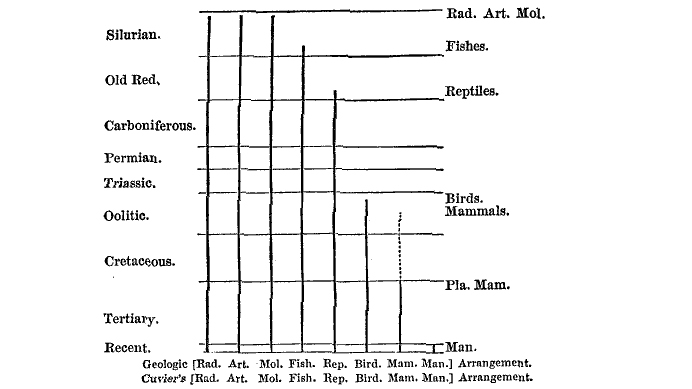 Rad. Art. Mol.
Silurian.
Fishes.
Old Red.
Reptiles.
Carboniferous.
Permian.
Triassic.
Birds.
Mammals.
Oolitic.
Cretaceous.
Pla. Mam.
Tertiary.
Recent.
Man.
Geologic [Rad. Art. Mol. Fish. Rep. Bird. Mam. Man.] Arrangement.
Cuvier's [Rad. Art. Mol. Fish. Rep. Bird. Mam. Man.] Arrangement.